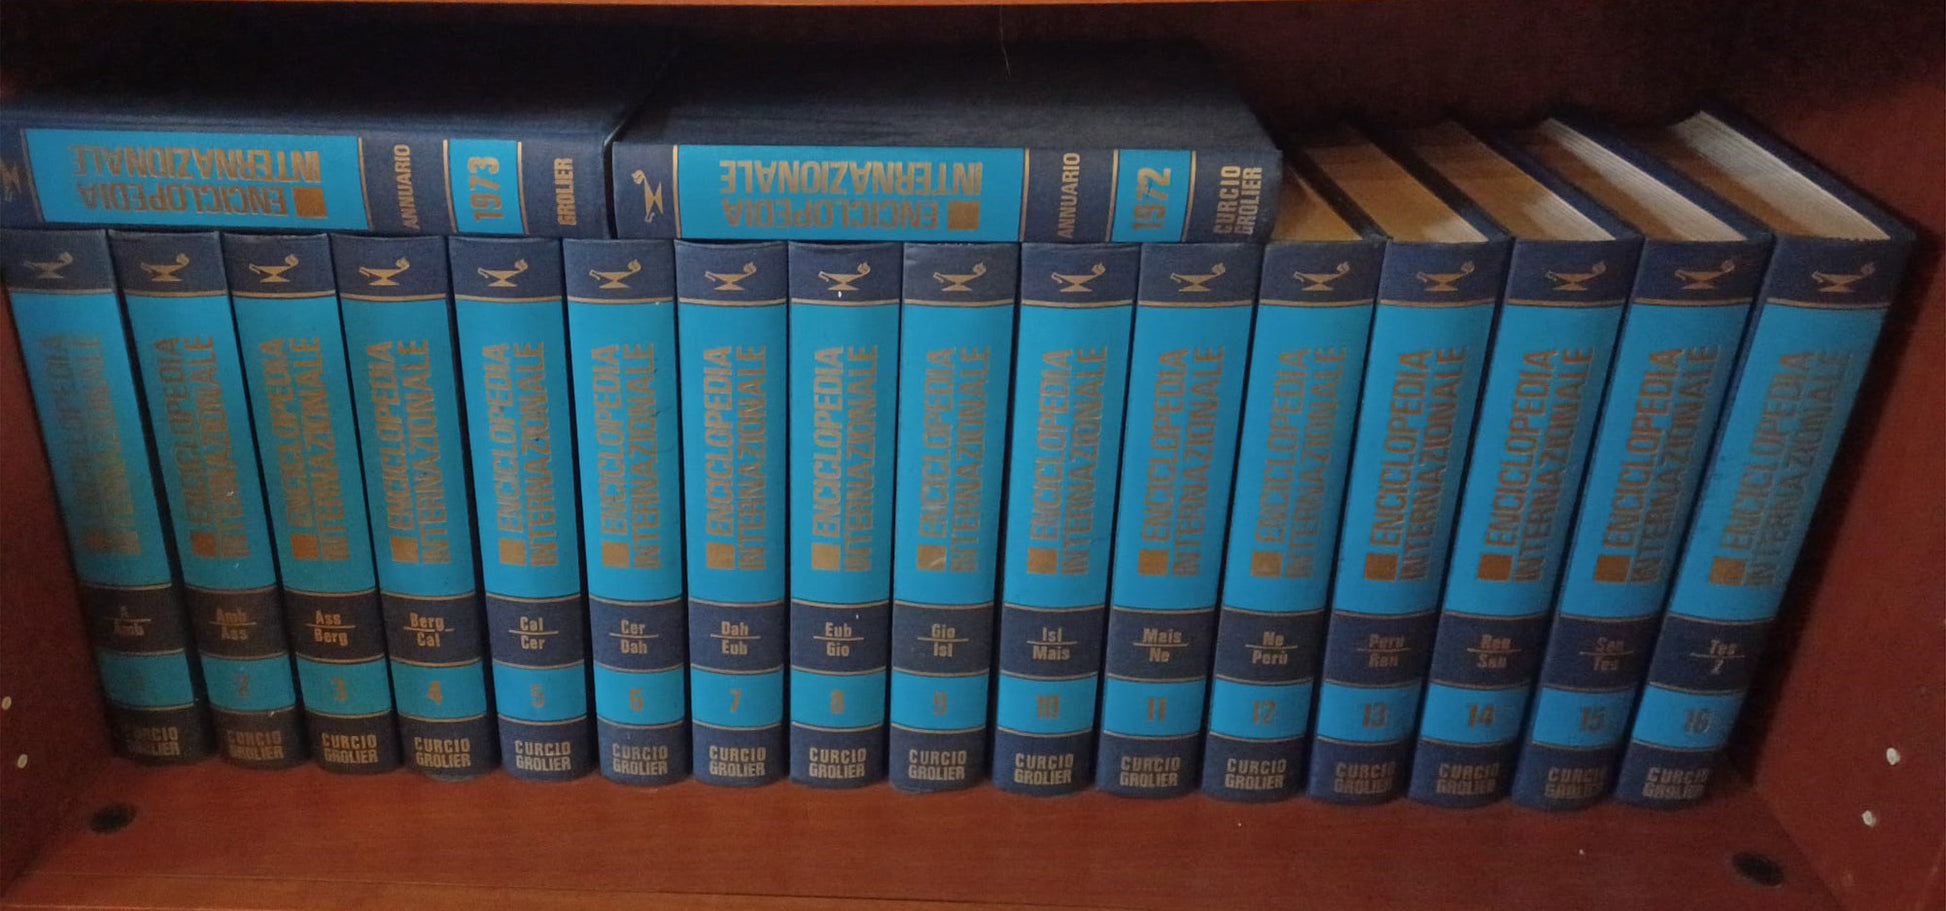 ENCICLOPEDIA
INTERNAZIONALE
ANNUARIO
1973
GROLIER
ENCICLOPEDIA
INTERNAZIONALE
ANNUARIO
1972
CURCIO
GROLIER
ENCICLOPEDIA
INTERNAZIONALE
A
Amb
1
CURCIO
GROLIER
ENCICLOPEDIA
INTERNAZIONALE
Amb
Ass
2
CURCIO
GROLIER
ENCICLOPEDIA
INTERNAZIONALE
Ass
Berg
3
CURCIO
GROLIER
ENCICLOPEDIA
INTERNAZIONALE
Berg
Cal
4
CURCIO
GROLIER
ENCICLOPEDIA
INTERNAZIONALE
Cal
Cer
5
CURCIO
GROLIER
ENCICLOPEDIA
INTERNAZIONALE
Cer
Dah
6
CURCIO
GROLIER
ENCICLOPEDIA
INTERNAZIONALE
Dah
Eub
7
CURCIO
GROLIER
ENCICLOPEDIA
INTERNAZIONALE
Eub
Gio
8
CURCIO
GROLIER
ENCICLOPEDIA
INTERNAZIONALE
Gio
Isl
9
CURCIO
GROLIER
ENCICLOPEDIA
INTERNAZIONALE
Isl
Mais
10
CURCIO
GROLIER
ENCICLOPEDIA
INTERNAZIONALE
Mais
Ne
11
CURCIO
GROLIER
ENCICLOPEDIA
INTERNAZIONALE
Ne
Perù
12
CURCIO
GROLIER
ENCICLOPEDIA
INTERNAZIONALE
Perù
Ren
13
CURCIO
GROLIER
ENCICLOPEDIA
INTERNAZIONALE
Ren
Sen
14
CURCIO
GROLIER
ENCICLOPEDIA
INTERNAZIONALE
Sen
Tes
15
CURCIO
GROLIER
ENCICLOPEDIA
INTERNAZIONALE
Tes
Z
16
CURCIO
GROLIER